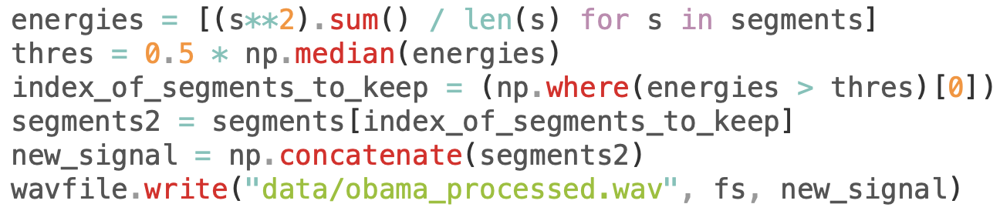 energies = [(s**2).sum() / len(s) for s in segments]
thres = 0.5 * np.median(energies)
index_of_segments_to_keep = (np.where(energies > thres)[0])
segments2 = segments[index_of_segments_to_keep]
new_signal = np.concatenate(segments2)
wavfile.write("data/obama_processed.wav", fs, new_signal)